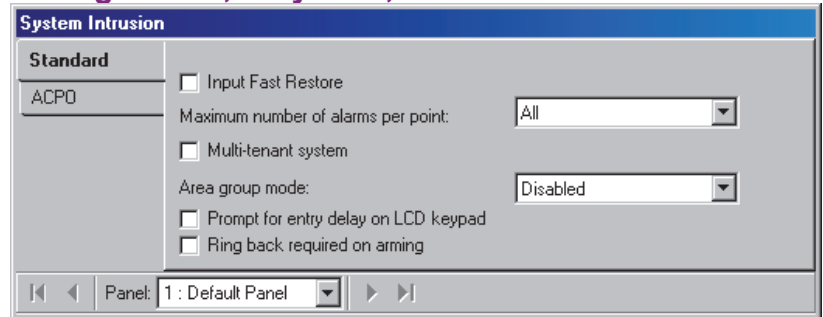 System Intrusion
Standard
ACPO
Input Fast Restore
Maximum number of alarms per point: All
Multi-tenant system
Area group mode: Disabled
Prompt for entry delay on LCD keypad
Ring back required on arming
Panel: 1 : Default Panel